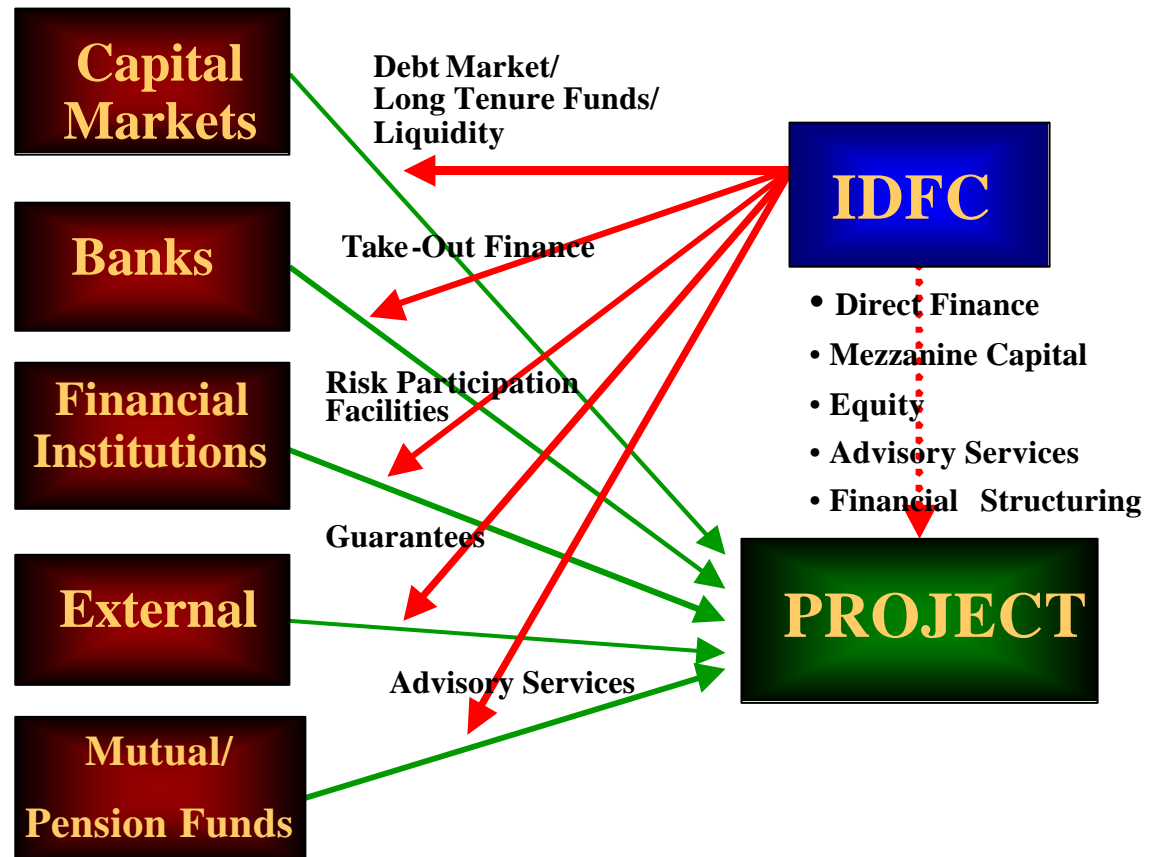 Capital
Markets
Banks
Financial
Institutions
External
Mutual/
Pension Funds
Debt Market/
Long Tenure Funds/
Liquidity
Take-Out Finance
Risk Participation
Facilities
Guarantees
Advisory Services
IDFC
• Direct Finance
• Mezzanine Capital
• Equity
• Advisory Services
• Financial Structuring
PROJECT